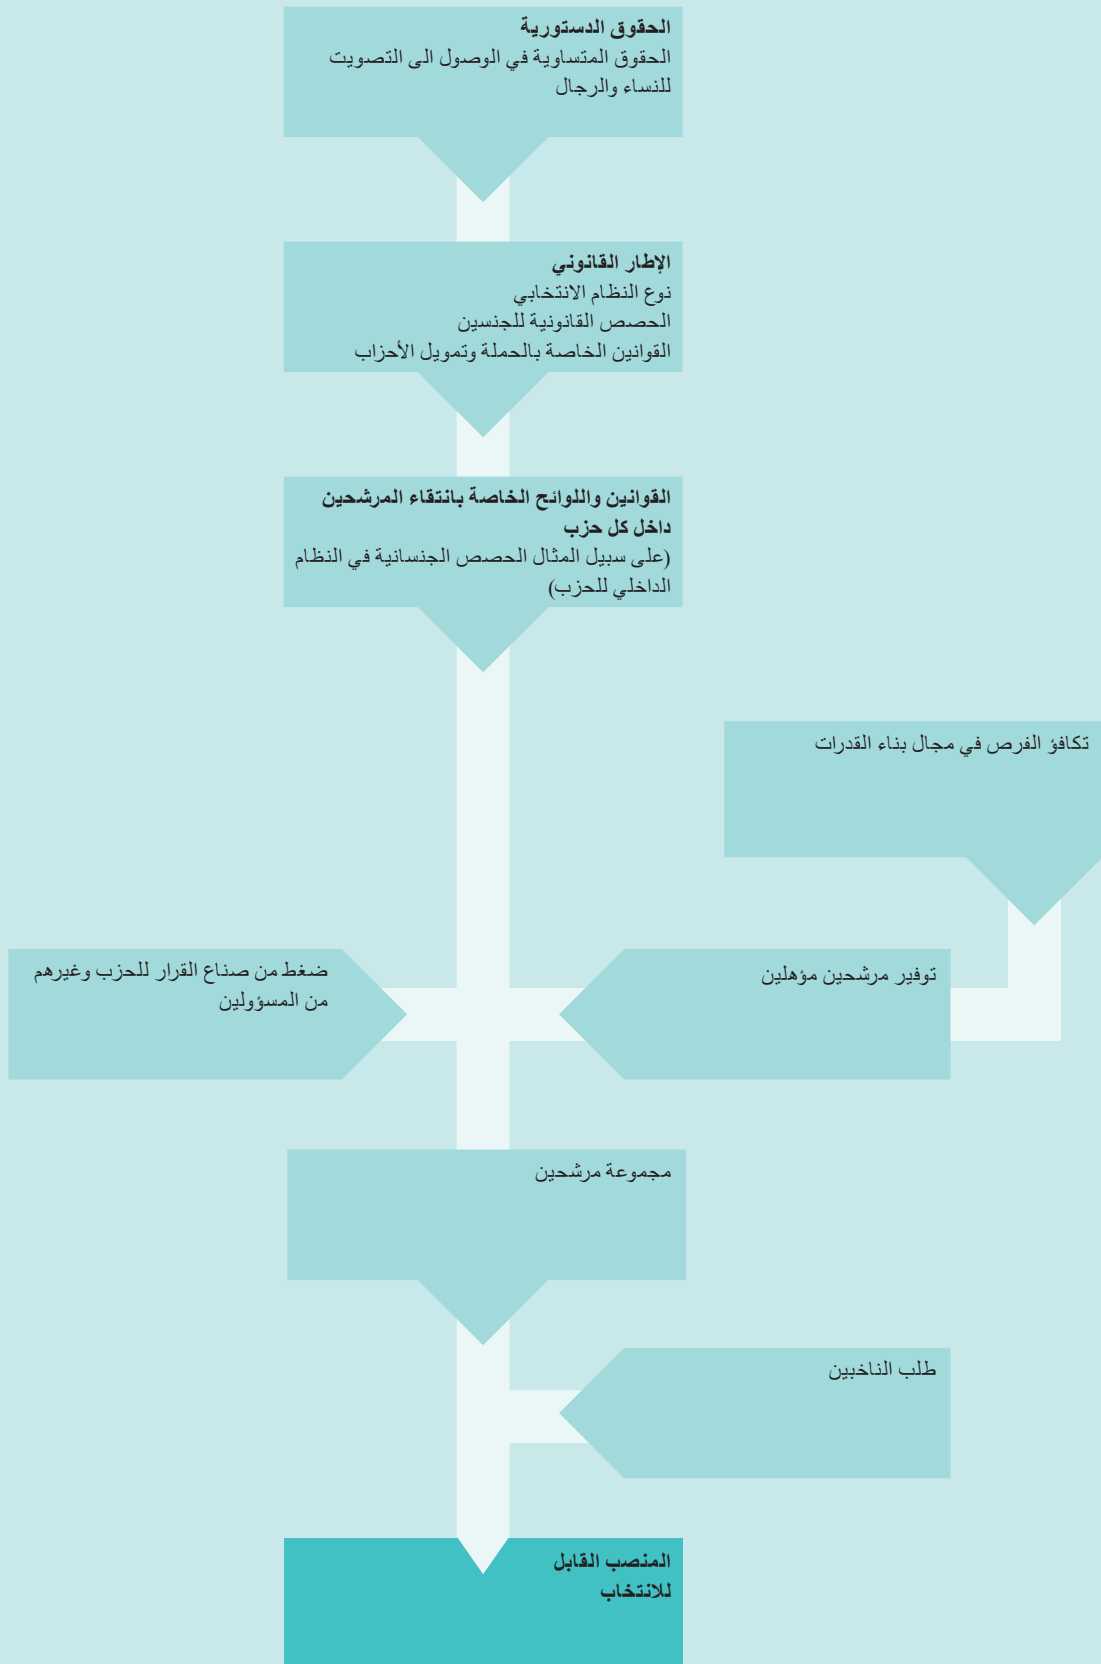 الحقوق الدستورية
الحقوق المتساوية في الوصول الى التصويت
للنساء والرجال
الإطار القانوني
نوع النظام الانتخابي
الحصص القانونية للجنسين
القوانين الخاصة بالحملة وتمويل الأحزاب
القوانين واللوائح الخاصة بانتقاء المرشحين
داخل كل حزب
(على سبيل المثال الحصص الجنسانية في النظام
الداخلي للحزب)
تكافؤ الفرص في مجال بناء القدرات
توفير مرشحين مؤهلين
ضغط من صناع القرار للحزب وغيرهم
من المسؤولين
مجموعة مرشحين
طلب الناخبين
المنصب القابل
للانتخاب